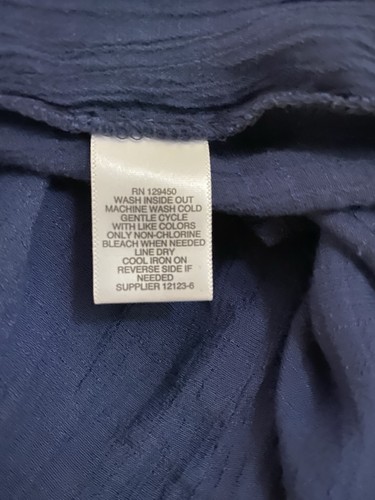 RN 129450
WASH INSIDE OUT
MACHINE WASH COLD
GENTLE CYCLE
WITH LIKE COLORS
ONLY NON-CHLORINE
BLEACH WHEN NEEDED
LINE DRY
COOL IRON ON
REVERSE SIDE IF
NEEDED
SUPPLIER 12123-6